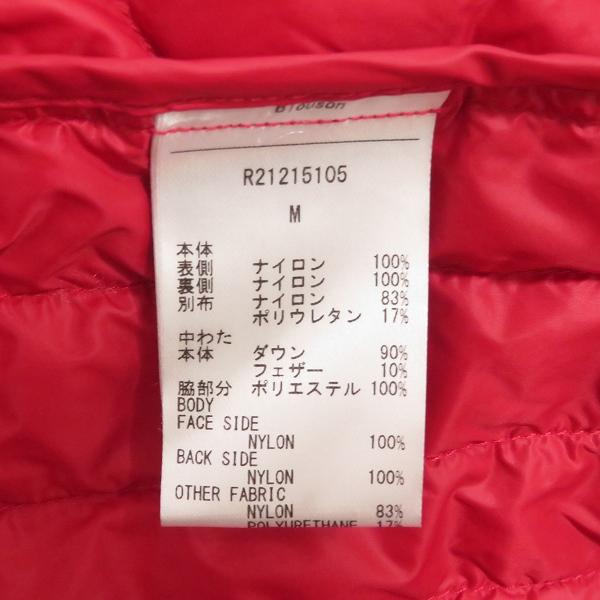 Blouson
R21215105
M
本体
表側 ナイロン 100%
裏側 ナイロン 100%
別布 ナイロン 83%
ポリウレタン 17%
中わた
本体 ダウン 90%
フェザー 10%
脇部分 ポリエステル 100%
BODY
FACE SIDE
NYLON 100%
BACK SIDE
NYLON 100%
OTHER FABRIC
NYLON 83%
POLYURETHANE 17%